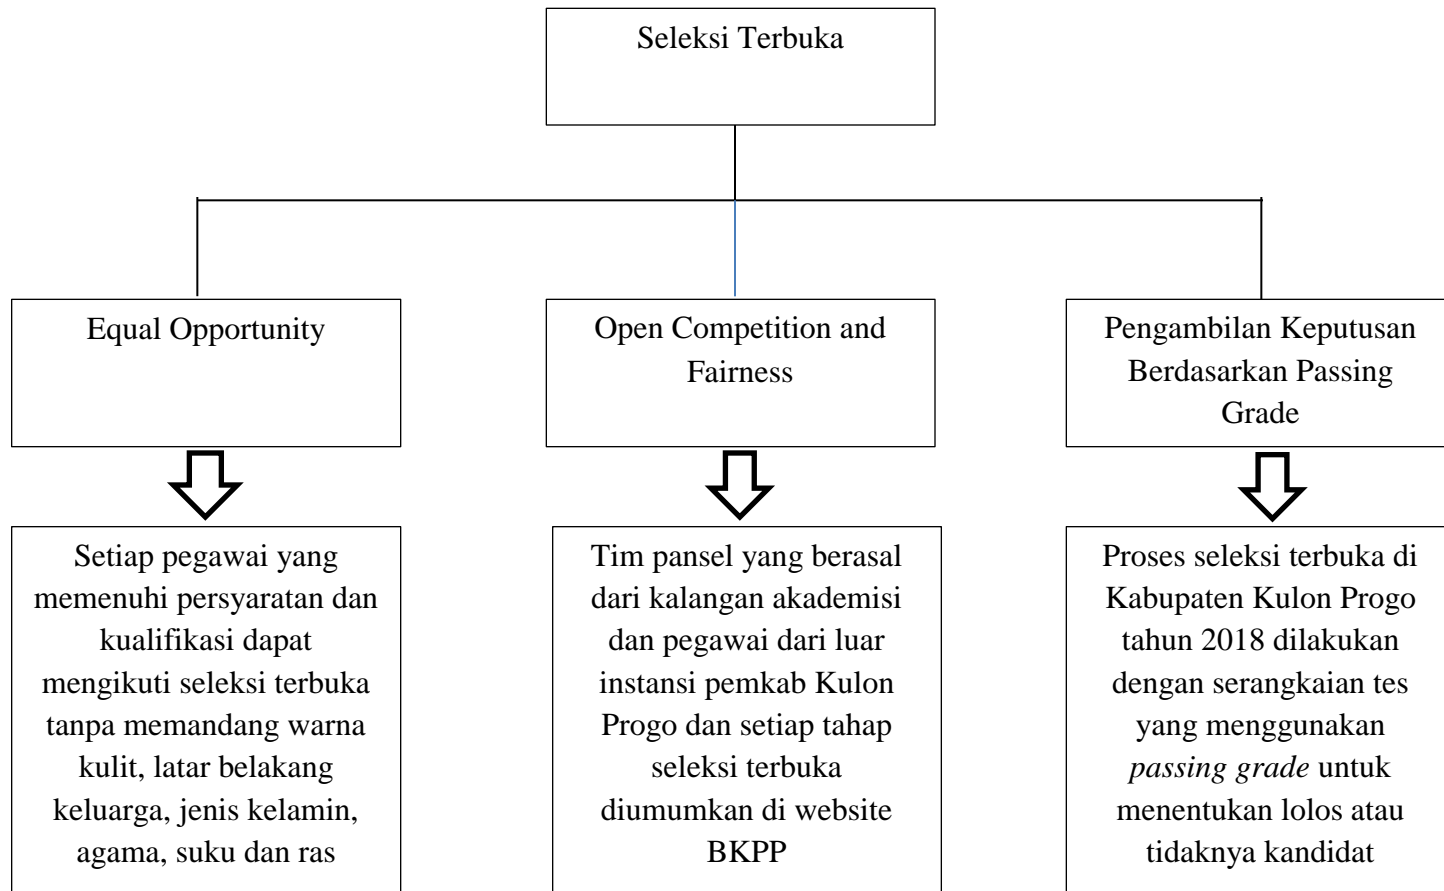 Seleksi Terbuka
Equal Opportunity
Open Competition and
Fairness
Pengambilan Keputusan
Berdasarkan Passing
Grade
Setiap pegawai yang
memenuhi persyaratan dan
kualifikasi dapat
mengikuti seleksi terbuka
tanpa memandang warna
kulit, latar belakang
keluarga, jenis kelamin,
agama, suku dan ras
Tim pansel yang berasal
dari kalangan akademisi
dan pegawai dari luar
instansi pemkab Kulon
Progo dan setiap tahap
seleksi terbuka
diumumkan di website
BKPP
Proses seleksi terbuka di
Kabupaten Kulon Progo
tahun 2018 dilakukan
dengan serangkaian tes
yang menggunakan
passing grade untuk
menentukan lolos atau
tidaknya kandidat